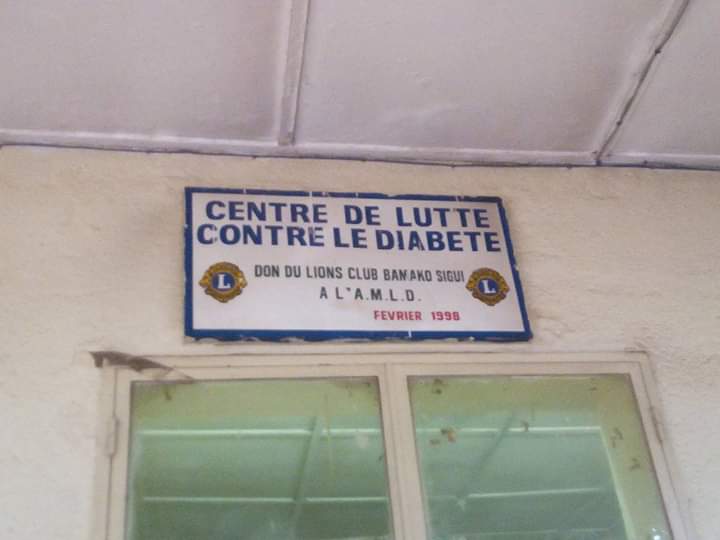 CENTRE DE LUTTE
CONTRE LE DIABETE
DON DU LIONS CLUB BAMAKO SIGUI
A L'A.M.L.D.
FEVRIER 1998
L
L